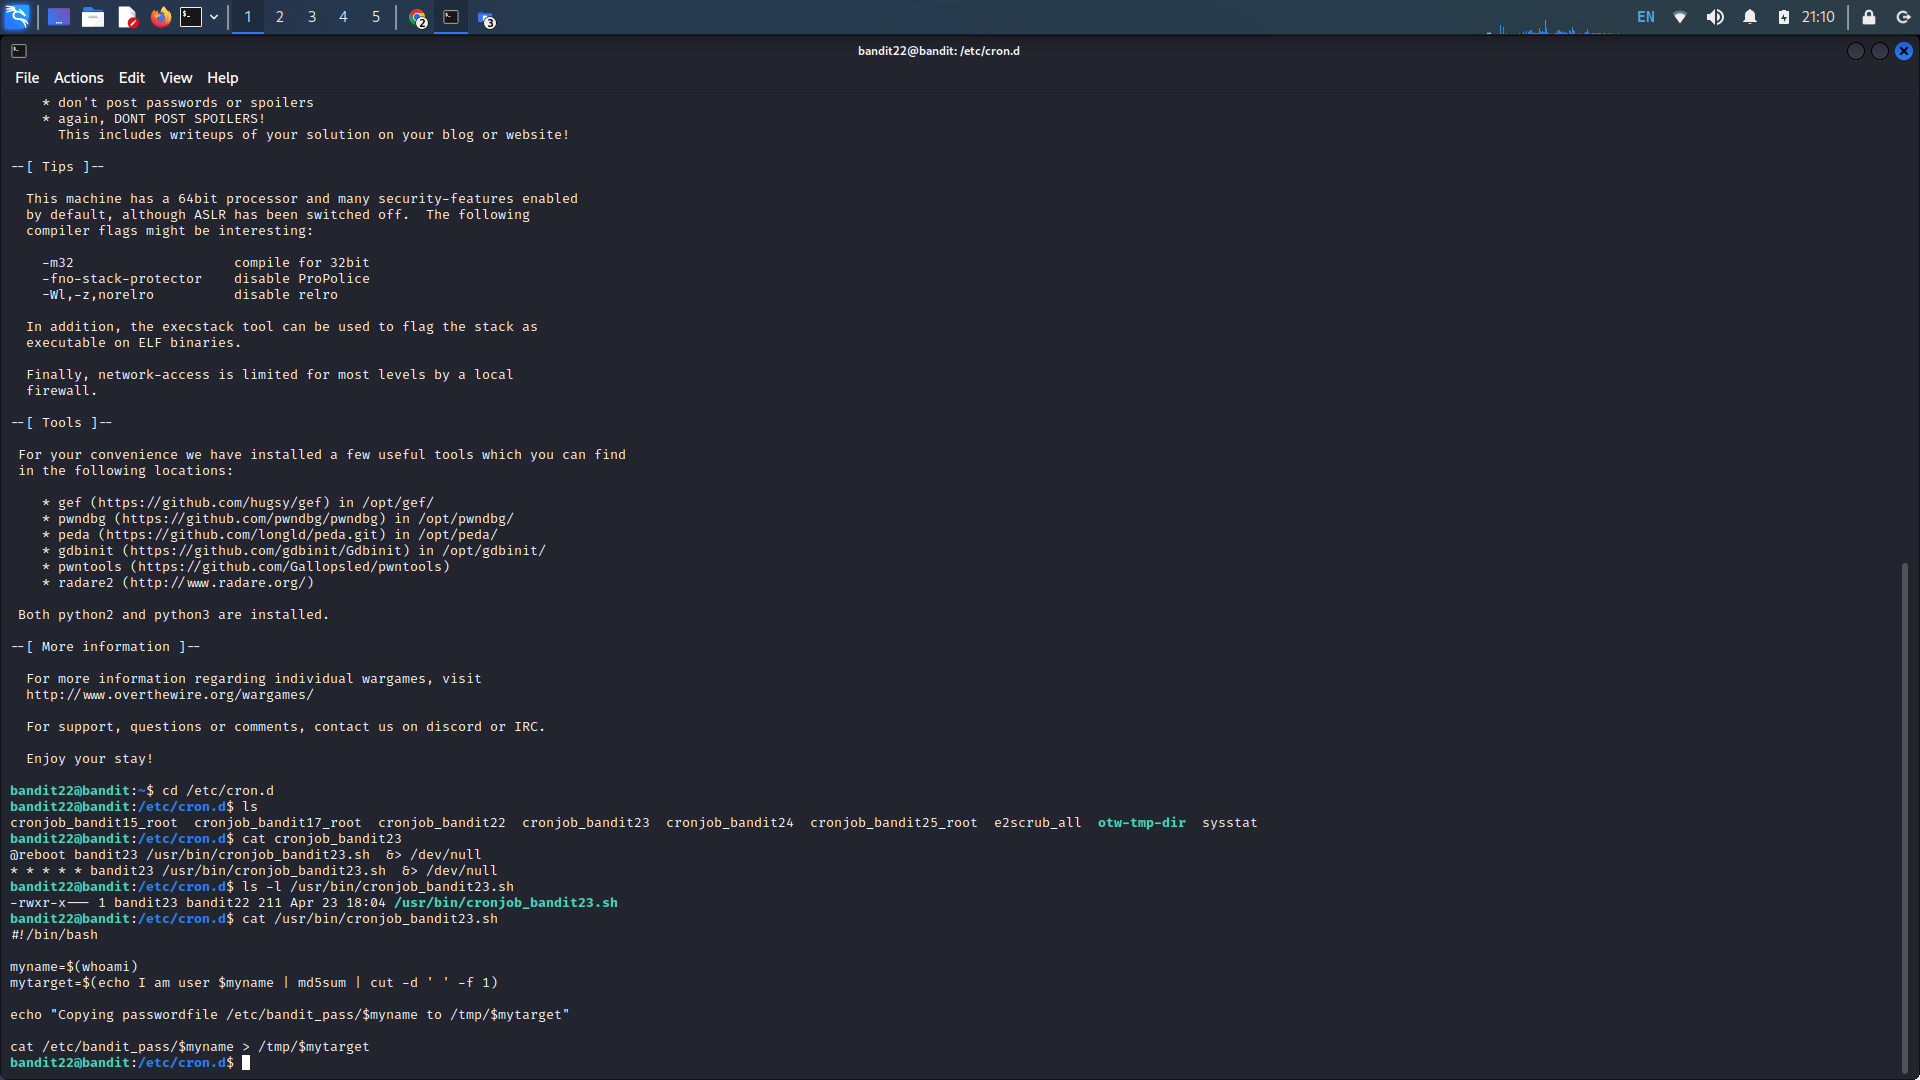 1 2 3 4 5 2 3 EN 21:10
bandit22@bandit: /etc/cron.d
File Actions Edit View Help
* don't post passwords or spoilers
* again, DONT POST SPOILERS!
This includes writeups of your solution on your blog or website!
--[ Tips ]--
This machine has a 64bit processor and many security-features enabled
by default, although ASLR has been switched off.  The following
compiler flags might be interesting:
-m32                    compile for 32bit
-fno-stack-protector    disable ProPolice
-Wl,-z,norelro          disable relro
In addition, the execstack tool can be used to flag the stack as
executable on ELF binaries.
Finally, network-access is limited for most levels by a local
firewall.
--[ Tools ]--
For your convenience we have installed a few useful tools which you can find
in the following locations:
* gef (https://github.com/hugsy/gef) in /opt/gef/
* pwndbg (https://github.com/pwndbg/pwndbg) in /opt/pwndbg/
* peda (https://github.com/longld/peda.git) in /opt/peda/
* gdbinit (https://github.com/gdbinit/Gdbinit) in /opt/gdbinit/
* pwntools (https://github.com/Gallopsled/pwntools)
* radare2 (http://www.radare.org/)
Both python2 and python3 are installed.
--[ More information ]--
For more information regarding individual wargames, visit
http://www.overthewire.org/wargames/
For support, questions or comments, contact us on discord or IRC.
Enjoy your stay!
bandit22@bandit:~$ cd /etc/cron.d
bandit22@bandit:/etc/cron.d$ ls
cronjob_bandit15_root  cronjob_bandit17_root  cronjob_bandit22  cronjob_bandit23  cronjob_bandit24  cronjob_bandit25_root  e2scrub_all  otw-tmp-dir  sysstat
bandit22@bandit:/etc/cron.d$ cat cronjob_bandit23
@reboot bandit23 /usr/bin/cronjob_bandit23.sh  &> /dev/null
* * * * * bandit23 /usr/bin/cronjob_bandit23.sh  &> /dev/null
bandit22@bandit:/etc/cron.d$ ls -l /usr/bin/cronjob_bandit23.sh
-rwxr-x--- 1 bandit23 bandit22 211 Apr 23 18:04 /usr/bin/cronjob_bandit23.sh
bandit22@bandit:/etc/cron.d$ cat /usr/bin/cronjob_bandit23.sh
#!/bin/bash
myname=$(whoami)
mytarget=$(echo I am user $myname | md5sum | cut -d ' ' -f 1)
echo "Copying passwordfile /etc/bandit_pass/$myname to /tmp/$mytarget"
cat /etc/bandit_pass/$myname > /tmp/$mytarget
bandit22@bandit:/etc/cron.d$